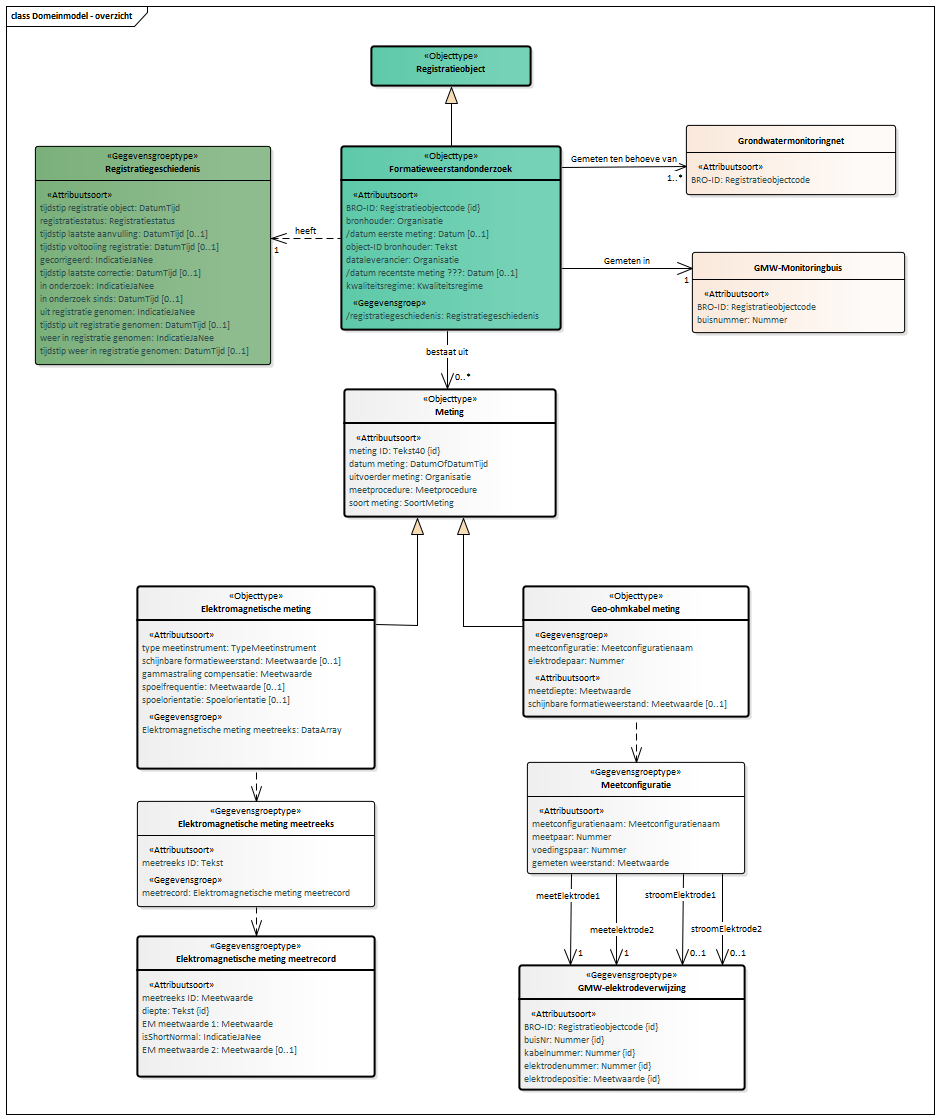 class Domeinmodel - overzicht
«Objecttype»
Registratieobject
«Gegevensgroeptype»
Registratiegeschiedenis
«Attribuutsoort»
tijdstip registratie object: DatumTijd
registratiestatus: Registratiestatus
tijdstip laatste aanvulling: DatumTijd [0..1]
tijdstip voltooiing registratie: DatumTijd [0..1]
gecorrigeerd: IndicatieJaNee
tijdstip laatste correctie: DatumTijd [0..1]
in onderzoek: IndicatieJaNee
in onderzoek sinds: DatumTijd [0..1]
uit registratie genomen: IndicatieJaNee
tijdstip uit registratie genomen: DatumTijd [0..1]
weer in registratie genomen: IndicatieJaNee
tijdstip weer in registratie genomen: DatumTijd [0..1]
heeft
1
«Objecttype»
Formatieweerstandonderzoek
«Attribuutsoort»
BRO-ID: Registratieobjectcode {id}
bronhouder: Organisatie
/datum eerste meting: Datum [0..1]
object-ID bronhouder: Tekst
dataleverancier: Organisatie
/datum recentste meting ???: Datum [0..1]
kwaliteitsregime: Kwaliteitsregime
«Gegevensgroep»
/registratiegeschiedenis: Registratiegeschiedenis
Gemeten ten behoeve van
1..*
Grondwatermonitoringnet
«Attribuutsoort»
BRO-ID: Registratieobjectcode
Gemeten in
1
GMW-Monitoringbuis
«Attribuutsoort»
BRO-ID: Registratieobjectcode
buisnummer: Nummer
bestaat uit
0..*
«Objecttype»
Meting
«Attribuutsoort»
meting ID: Tekst40 {id}
datum meting: DatumOfDatumTijd
uitvoerder meting: Organisatie
meetprocedure: Meetprocedure
soort meting: SoortMeting
«Objecttype»
Elektromagnetische meting
«Attribuutsoort»
type meetinstrument: TypeMeetinstrument
schijnbare formatieweerstand: Meetwaarde [0..1]
gammastraling compensatie: Meetwaarde
spoelfrequentie: Meetwaarde [0..1]
spoelorientatie: Spoelorientatie [0..1]
«Gegevensgroep»
Elektromagnetische meting meetreeks: DataArray
«Objecttype»
Geo-ohmkabel meting
«Gegevensgroep»
meetconfiguratie: Meetconfiguratienaam
elektrodepaar: Nummer
«Attribuutsoort»
meetdiepte: Meetwaarde
schijnbare formatieweerstand: Meetwaarde [0..1]
«Gegevensgroeptype»
Elektromagnetische meting meetreeks
«Attribuutsoort»
meetreeks ID: Tekst
«Gegevensgroep»
meetrecord: Elektromagnetische meting meetrecord
«Gegevensgroeptype»
Meetconfiguratie
«Attribuutsoort»
meetconfiguratienaam: Meetconfiguratienaam
meetpaar: Nummer
voedingspaar: Nummer
gemeten weerstand: Meetwaarde
meetElektrode1
stroomElektrode1
meetelektrode2
stroomElektrode2
1
1
0..1
0..1
«Gegevensgroeptype»
Elektromagnetische meting meetrecord
«Attribuutsoort»
meetreeks ID: Meetwaarde
diepte: Tekst {id}
EM meetwaarde 1: Meetwaarde
isShortNormal: IndicatieJaNee
EM meetwaarde 2: Meetwaarde [0..1]
«Gegevensgroeptype»
GMW-elektrodeverwijzing
«Attribuutsoort»
BRO-ID: Registratieobjectcode {id}
buisNr: Nummer {id}
kabelnummer: Nummer {id}
elektrodenummer: Nummer {id}
elektrodepositie: Meetwaarde {id}